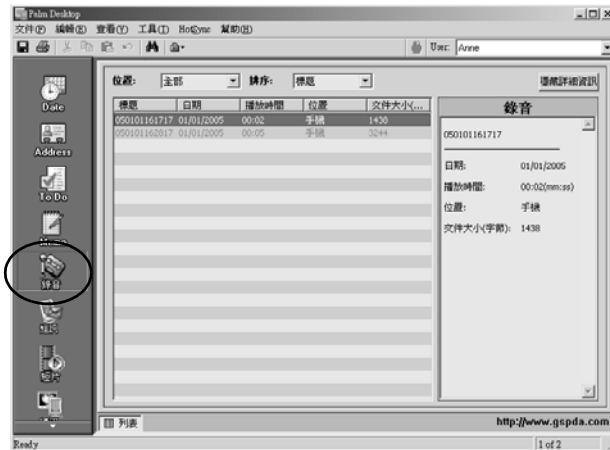 Palm Desktop
文件(F) 編輯(E) 查看(V) 工具(T) HotSync 幫助(H)
User: Anne
位置: 全部 排序: 標題 隱藏詳細資訊
標題 日期 播放時間 位置 文件大小(...
050101161717 01/01/2005 00:02 手機 1438
050101162817 01/01/2005 00:05 手機 3244
錄音
050101161717
日期: 01/01/2005
播放時間: 00:02(mm:ss)
位置: 手機
文件大小(字節): 1438
Date
Address
To Do
Memo
錄音
列表
http://www.gspda.com
Ready
1 of 2